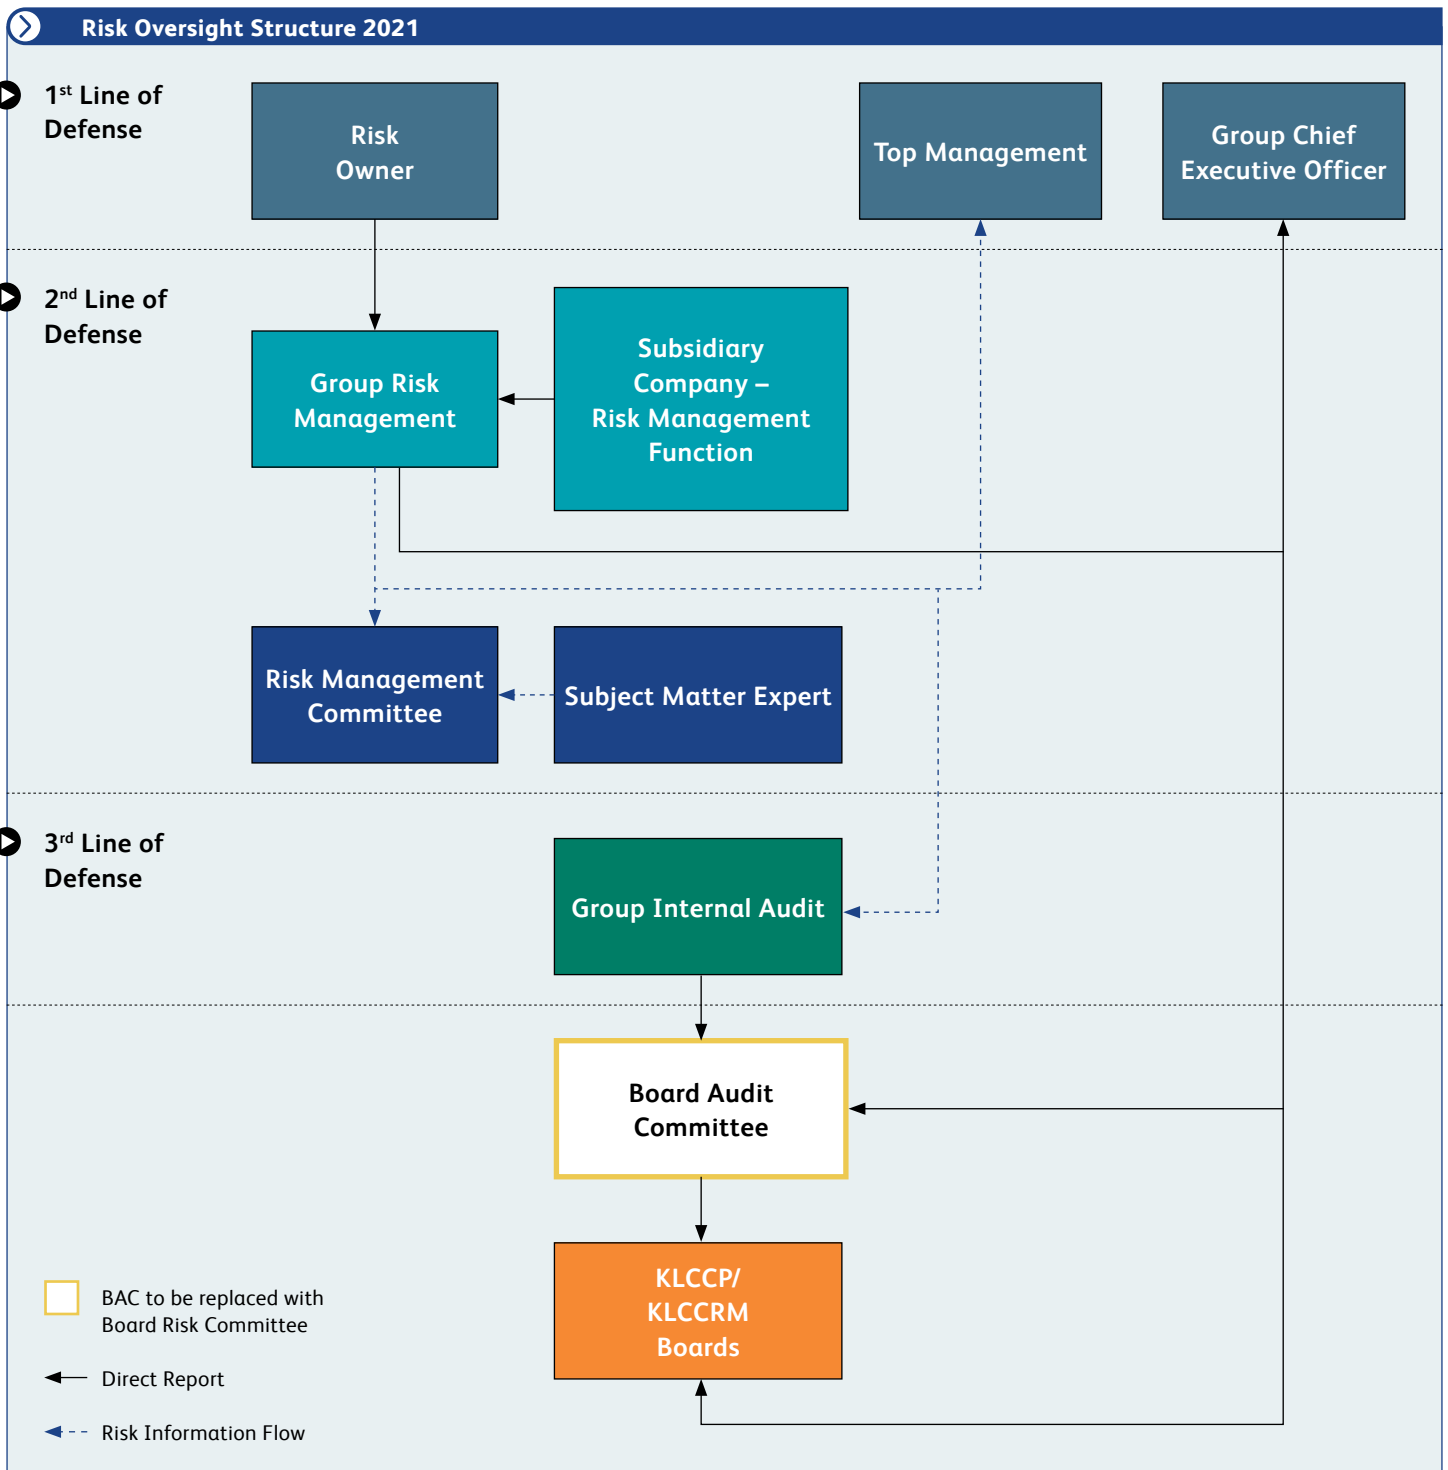 Risk Oversight Structure 2021
1st Line of
Defense
Risk
Owner
Top Management
Group Chief
Executive Officer
2nd Line of
Defense
Group Risk
Management
Subsidiary
Company –
Risk Management
Function
Risk Management
Committee
Subject Matter Expert
3rd Line of
Defense
Group Internal Audit
Board Audit
Committee
KLCCP/
KLCCRM
Boards
BAC to be replaced with
Board Risk Committee
Direct Report
Risk Information Flow